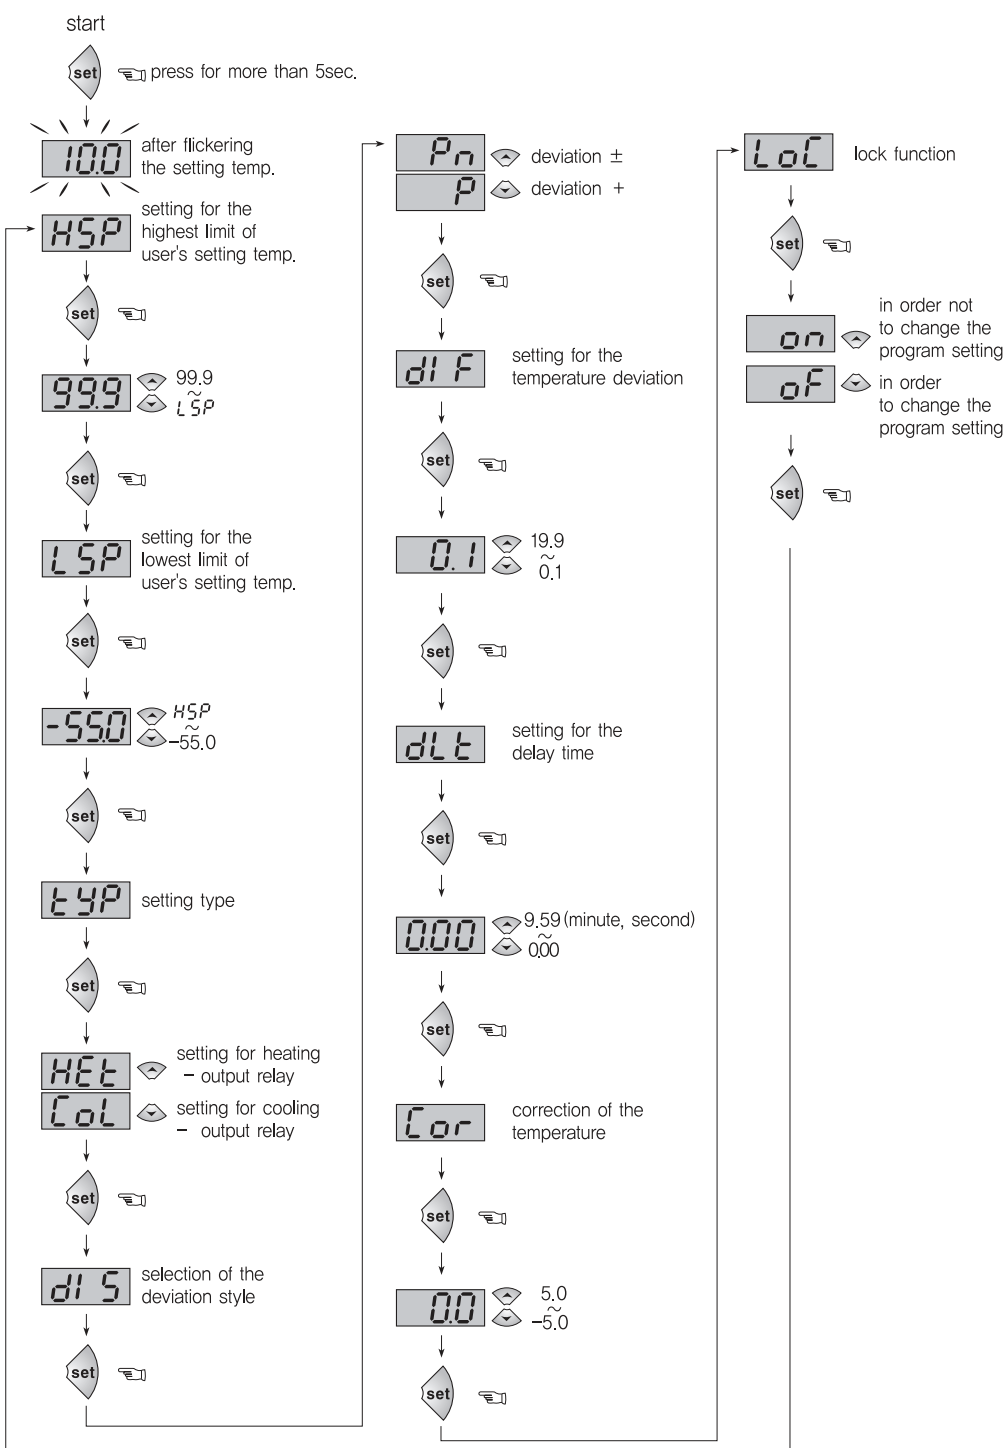 start
set
press for more than 5sec.
10.0
after flickering
the setting temp.
HSP
setting for the
highest limit of
user's setting temp.
set
99.9
99.9
~
LSP
set
LSP
setting for the
lowest limit of
user's setting temp.
set
-55.0
HSP
~
-55.0
set
tYP
setting type
set
HEt
setting for heating
- output relay
CoL
setting for cooling
- output relay
set
dIS
selection of the
deviation style
set
Pn
deviation ±
P
deviation +
set
dIF
setting for the
temperature deviation
set
0.1
19.9
~
0.1
set
dLt
setting for the
delay time
set
0.00
9.59(minute, second)
~
0.00
set
Cor
correction of the
temperature
set
0.0
5.0
~
-5.0
set
LoC
lock function
set
on
in order not
to change the
program setting
oF
in order
to change the
program setting
set